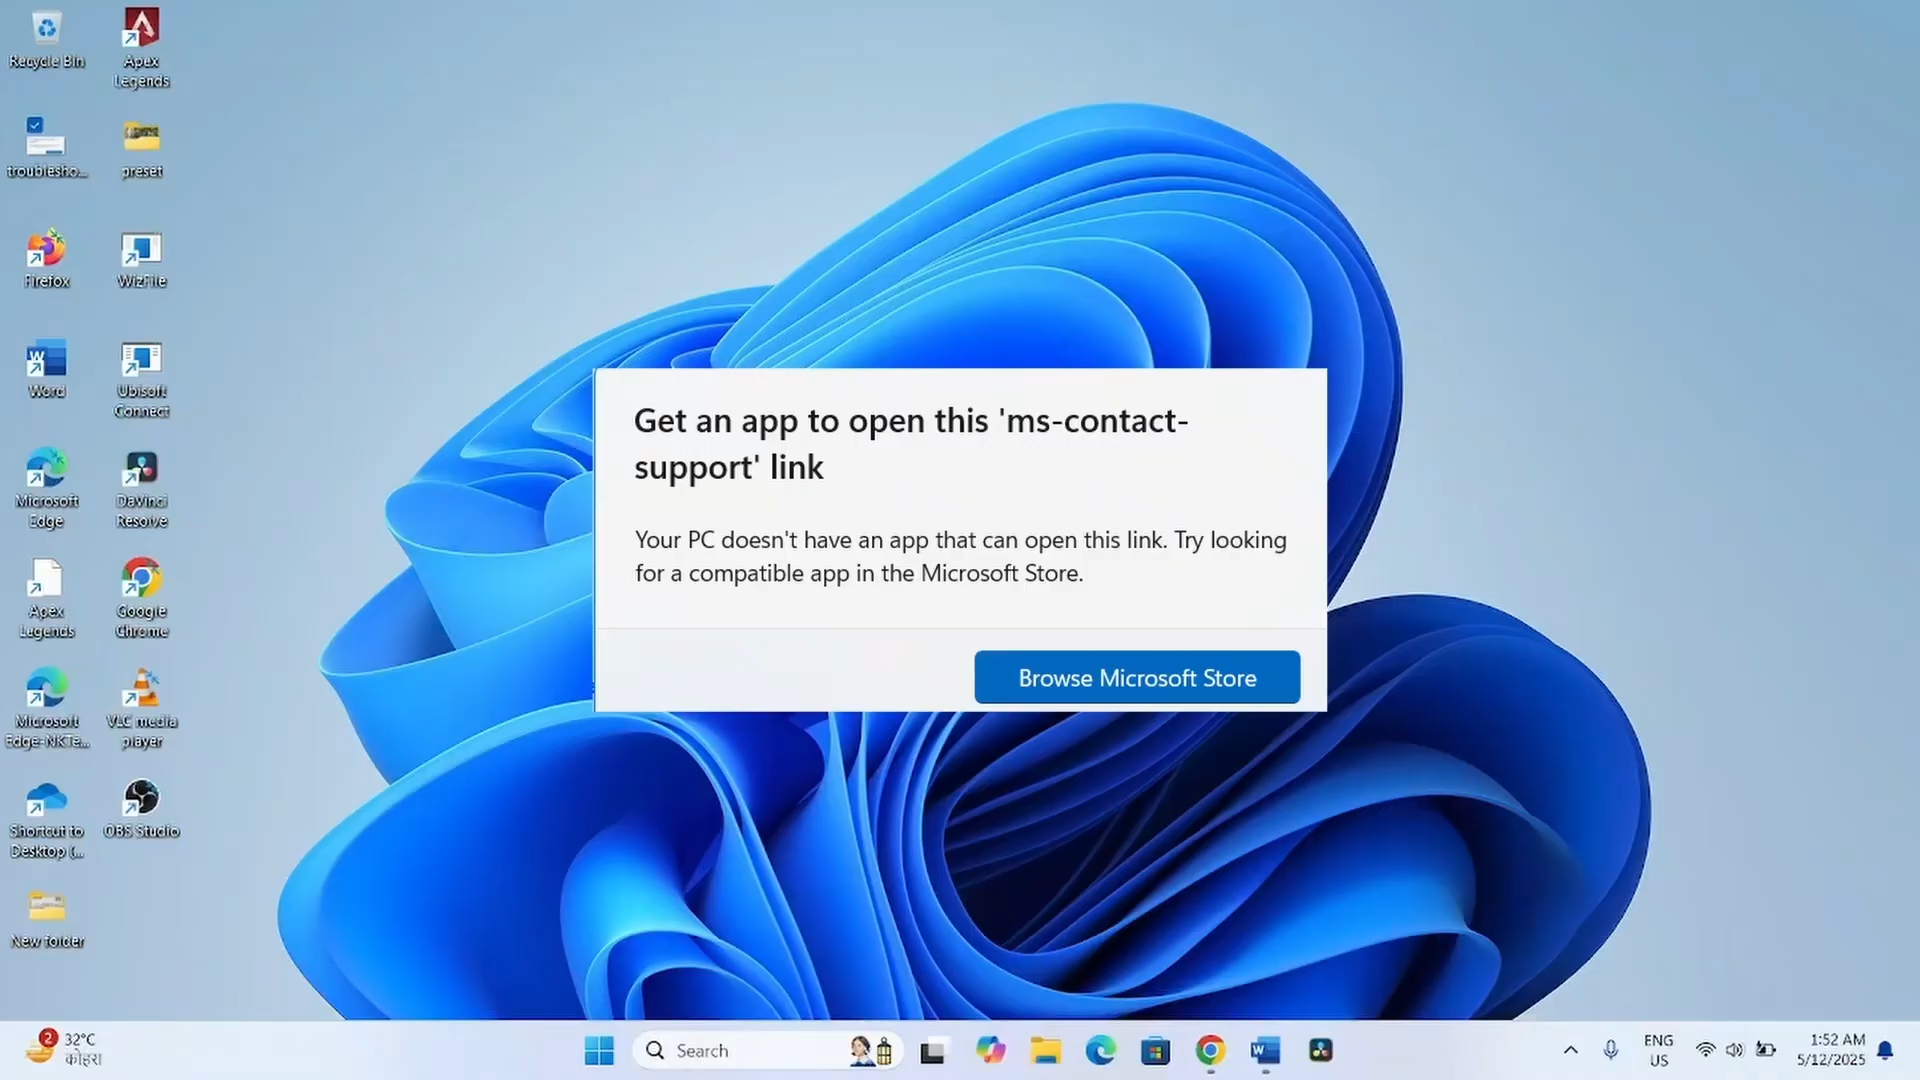 Recycle Bin
Apex
Legends
troublesho...
preset
Firefox
WizFile
Word
Ubisoft
Connect
Microsoft
Edge
DaVinci
Resolve
Apex
Legends
Google
Chrome
Microsoft
Edge-NKTe...
VLC media
player
Shortcut to
Desktop (...
OBS Studio
New folder
Get an app to open this 'ms-contact-
support' link
Your PC doesn't have an app that can open this link. Try looking
for a compatible app in the Microsoft Store.
Browse Microsoft Store
2
32°C
कोहरा
Search
W
ENG
US
1:52 AM
5/12/2025